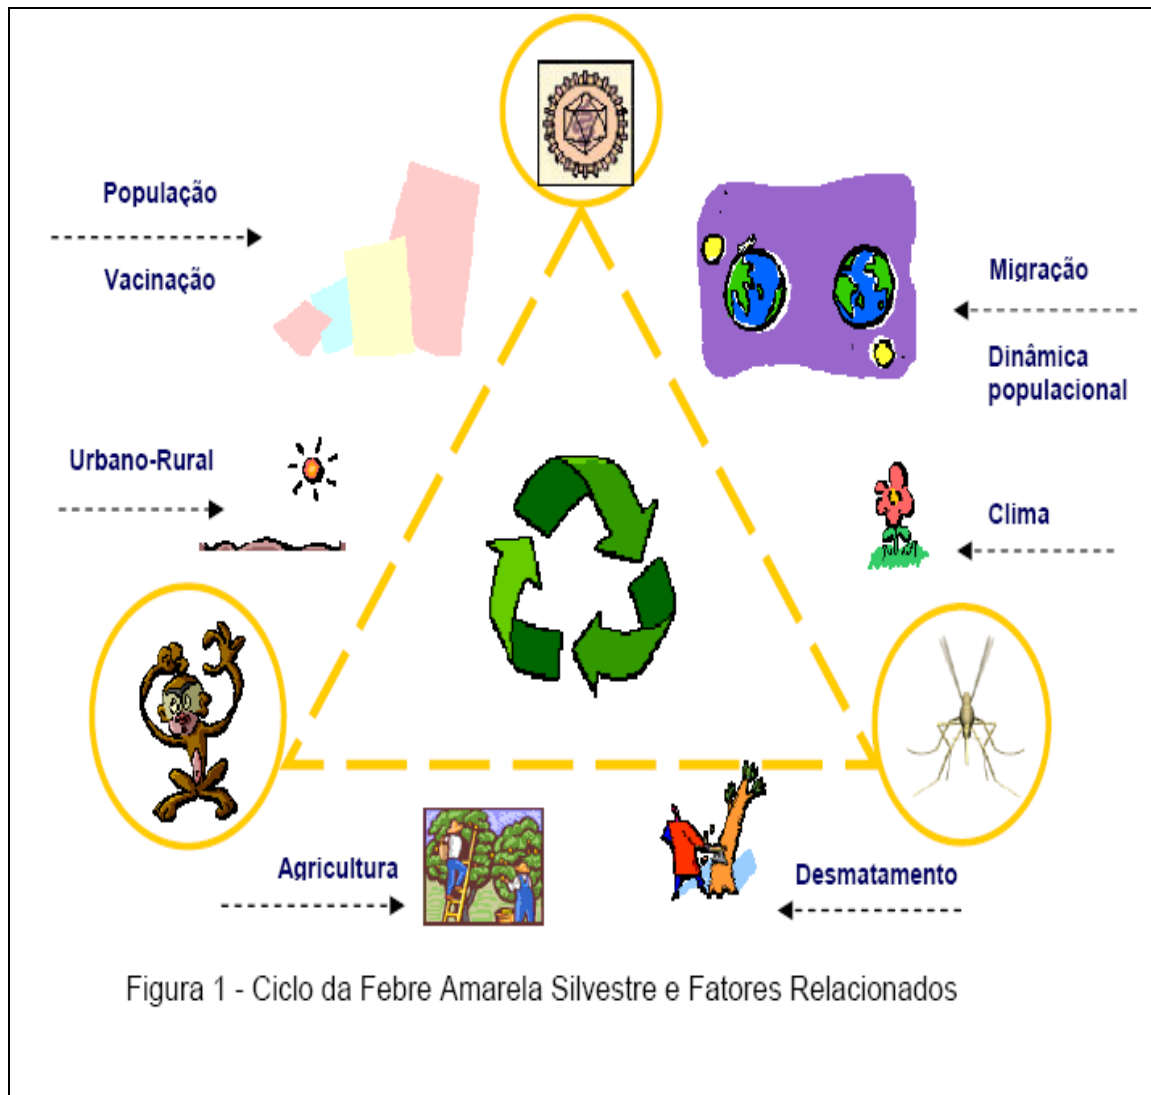 População
Vacinação
Migração
Dinâmica
populacional
Urbano-Rural
Clima
Agricultura
Desmatamento
Figura 1 - Ciclo da Febre Amarela Silvestre e Fatores Relacionados